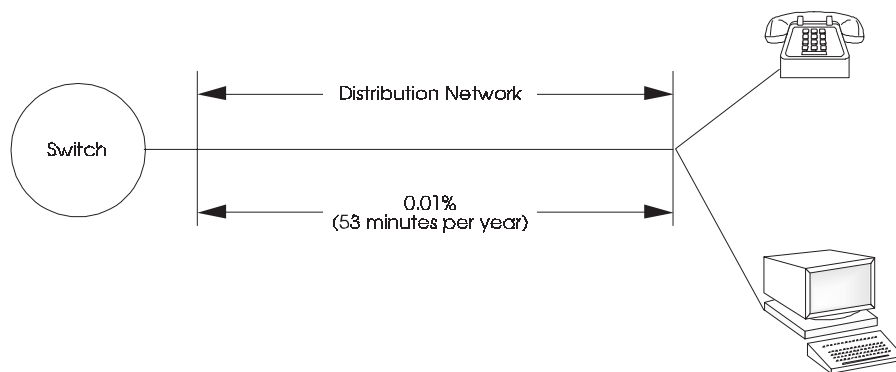 Distribution Network
Switch
0.01%
(53 minutes per year)